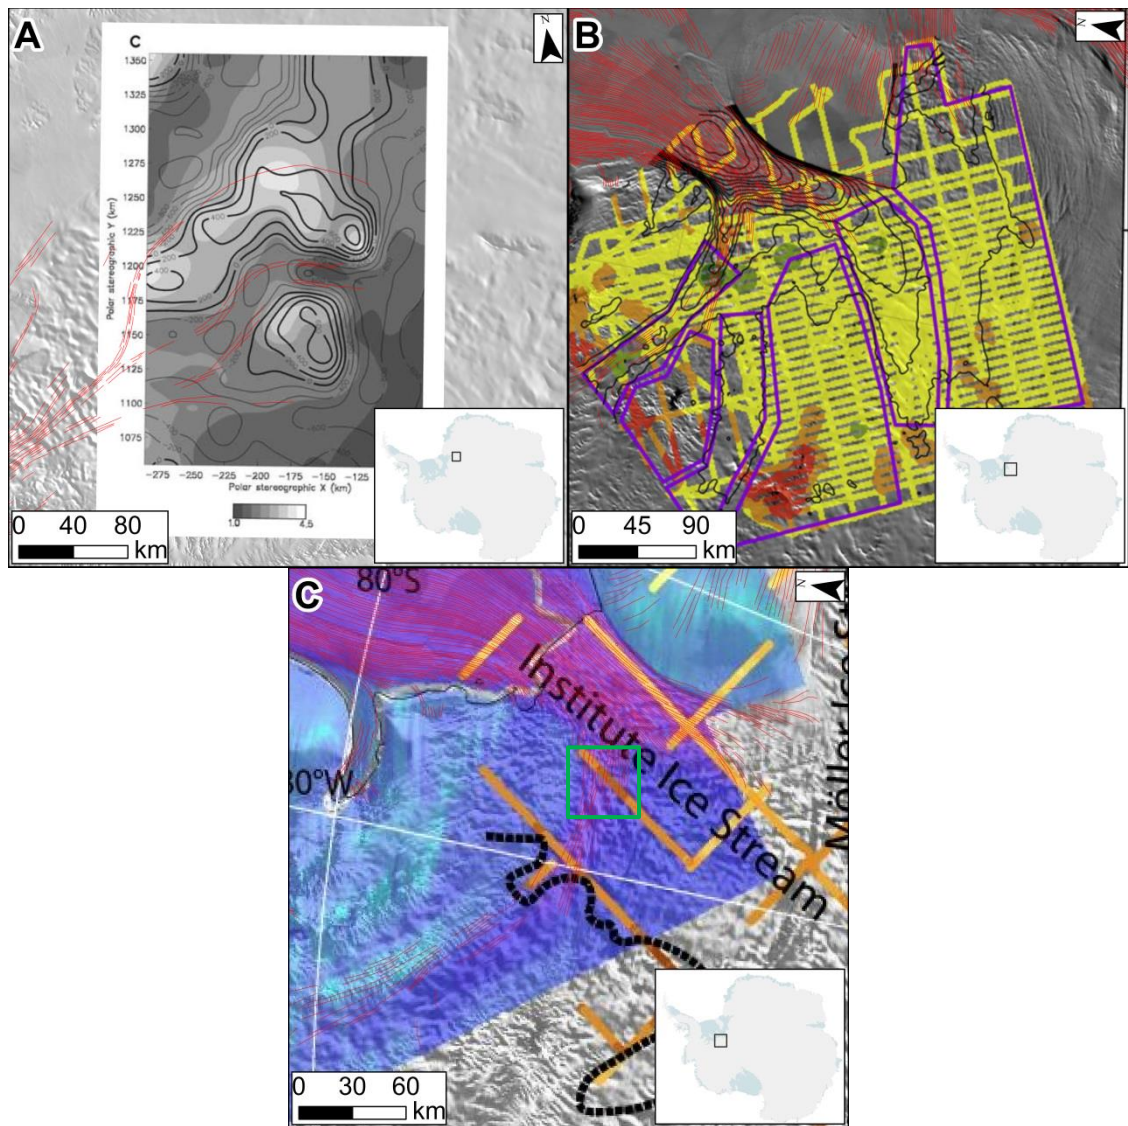 A
N
C
1350
1325
1300
1275
1250
1225
1200
1175
1150
1125
1100
1075
Polar stereographic Y (km)
−275 −250 −225 −200 −175 −150 −125
Polar stereographic X (km)
1.0 4.5
0 40 80
km
B
N
0 45 90
km
C
N
80°S
80°W
Institute Ice Stream
Möller Ice St
0 30 60
km